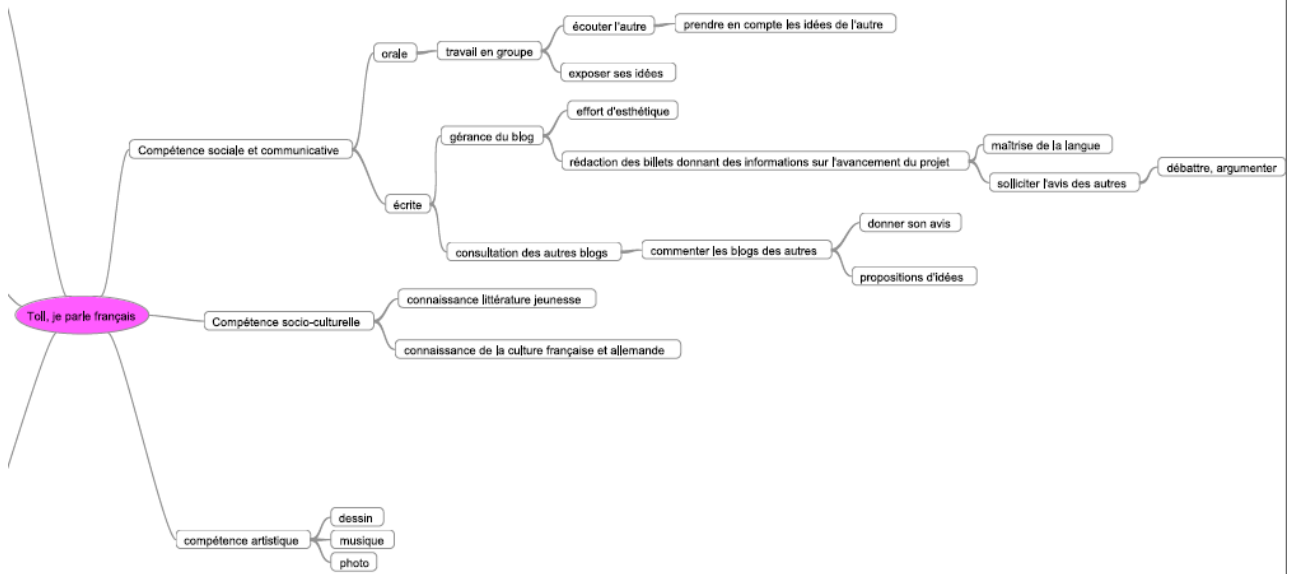 Toll, je parle français
Compétence sociale et communicative
orale
travail en groupe
écouter l'autre
prendre en compte les idées de l'autre
exposer ses idées
écrite
gérance du blog
effort d'esthétique
rédaction des billets donnant des informations sur l'avancement du projet
maîtrise de la langue
solliciter l'avis des autres
débattre, argumenter
consultation des autres blogs
commenter les blogs des autres
donner son avis
propositions d'idées
Compétence socio-culturelle
connaissance littérature jeunesse
connaissance de la culture française et allemande
compétence artistique
dessin
musique
photo